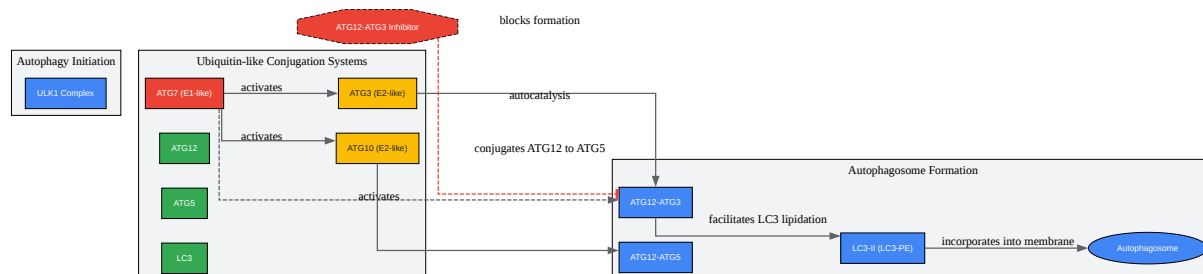 ATG12-ATG3 Inhibitor
blocks formation
Autophagy Initiation
Ubiquitin-like Conjugation Systems
ULK1 Complex
ATG7 (E1-like)
activates
ATG3 (E2-like)
autocatalysis
ATG12
activates
ATG10 (E2-like)
conjugates ATG12 to ATG5
Autophagosome Formation
ATG5
activates
ATG12-ATG3
facilitates LC3 lipidation
LC3
ATG12-ATG5
LC3-II (LC3-PE)
incorporates into membrane
Autophagosome